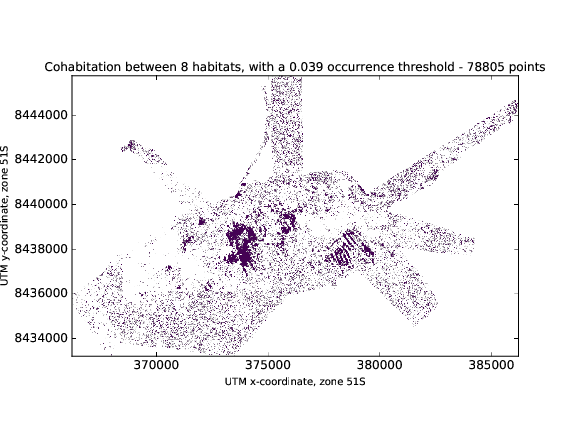 Cohabitation between 8 habitats, with a 0.039 occurrence threshold - 78805 points
8444000
8442000
8440000
8438000
8436000
8434000
UTM y-coordinate, zone 51S
370000 375000 380000 385000
UTM x-coordinate, zone 51S